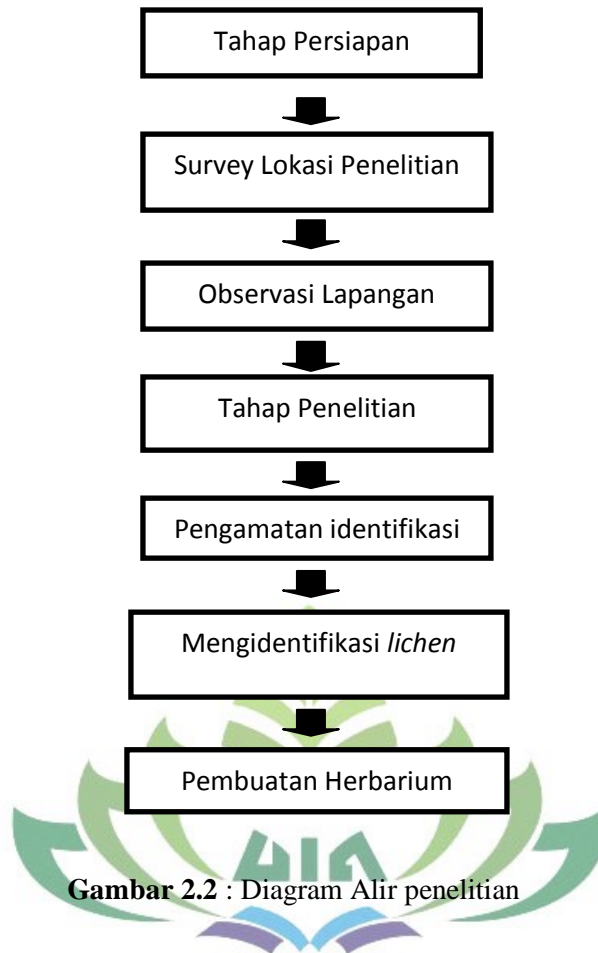 Tahap Persiapan
Survey Lokasi Penelitian
Observasi Lapangan
Tahap Penelitian
Pengamatan identifikasi
Mengidentifikasi lichen
Pembuatan Herbarium
Gambar 2.2 : Diagram Alir penelitian